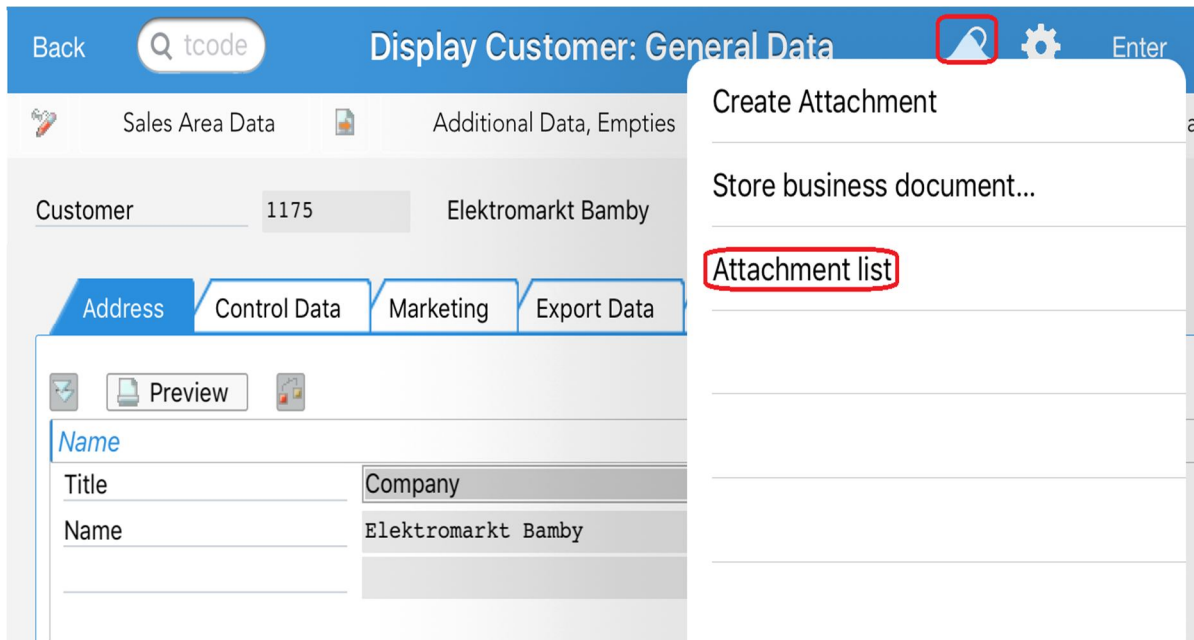 Back
tcode
Display Customer: General Data
Enter
Sales Area Data
Additional Data, Empties
Create Attachment
Store business document...
Attachment list
Customer
1175
Elektromarkt Bamby
Address
Control Data
Marketing
Export Data
Preview
Name
Title
Company
Name
Elektromarkt Bamby